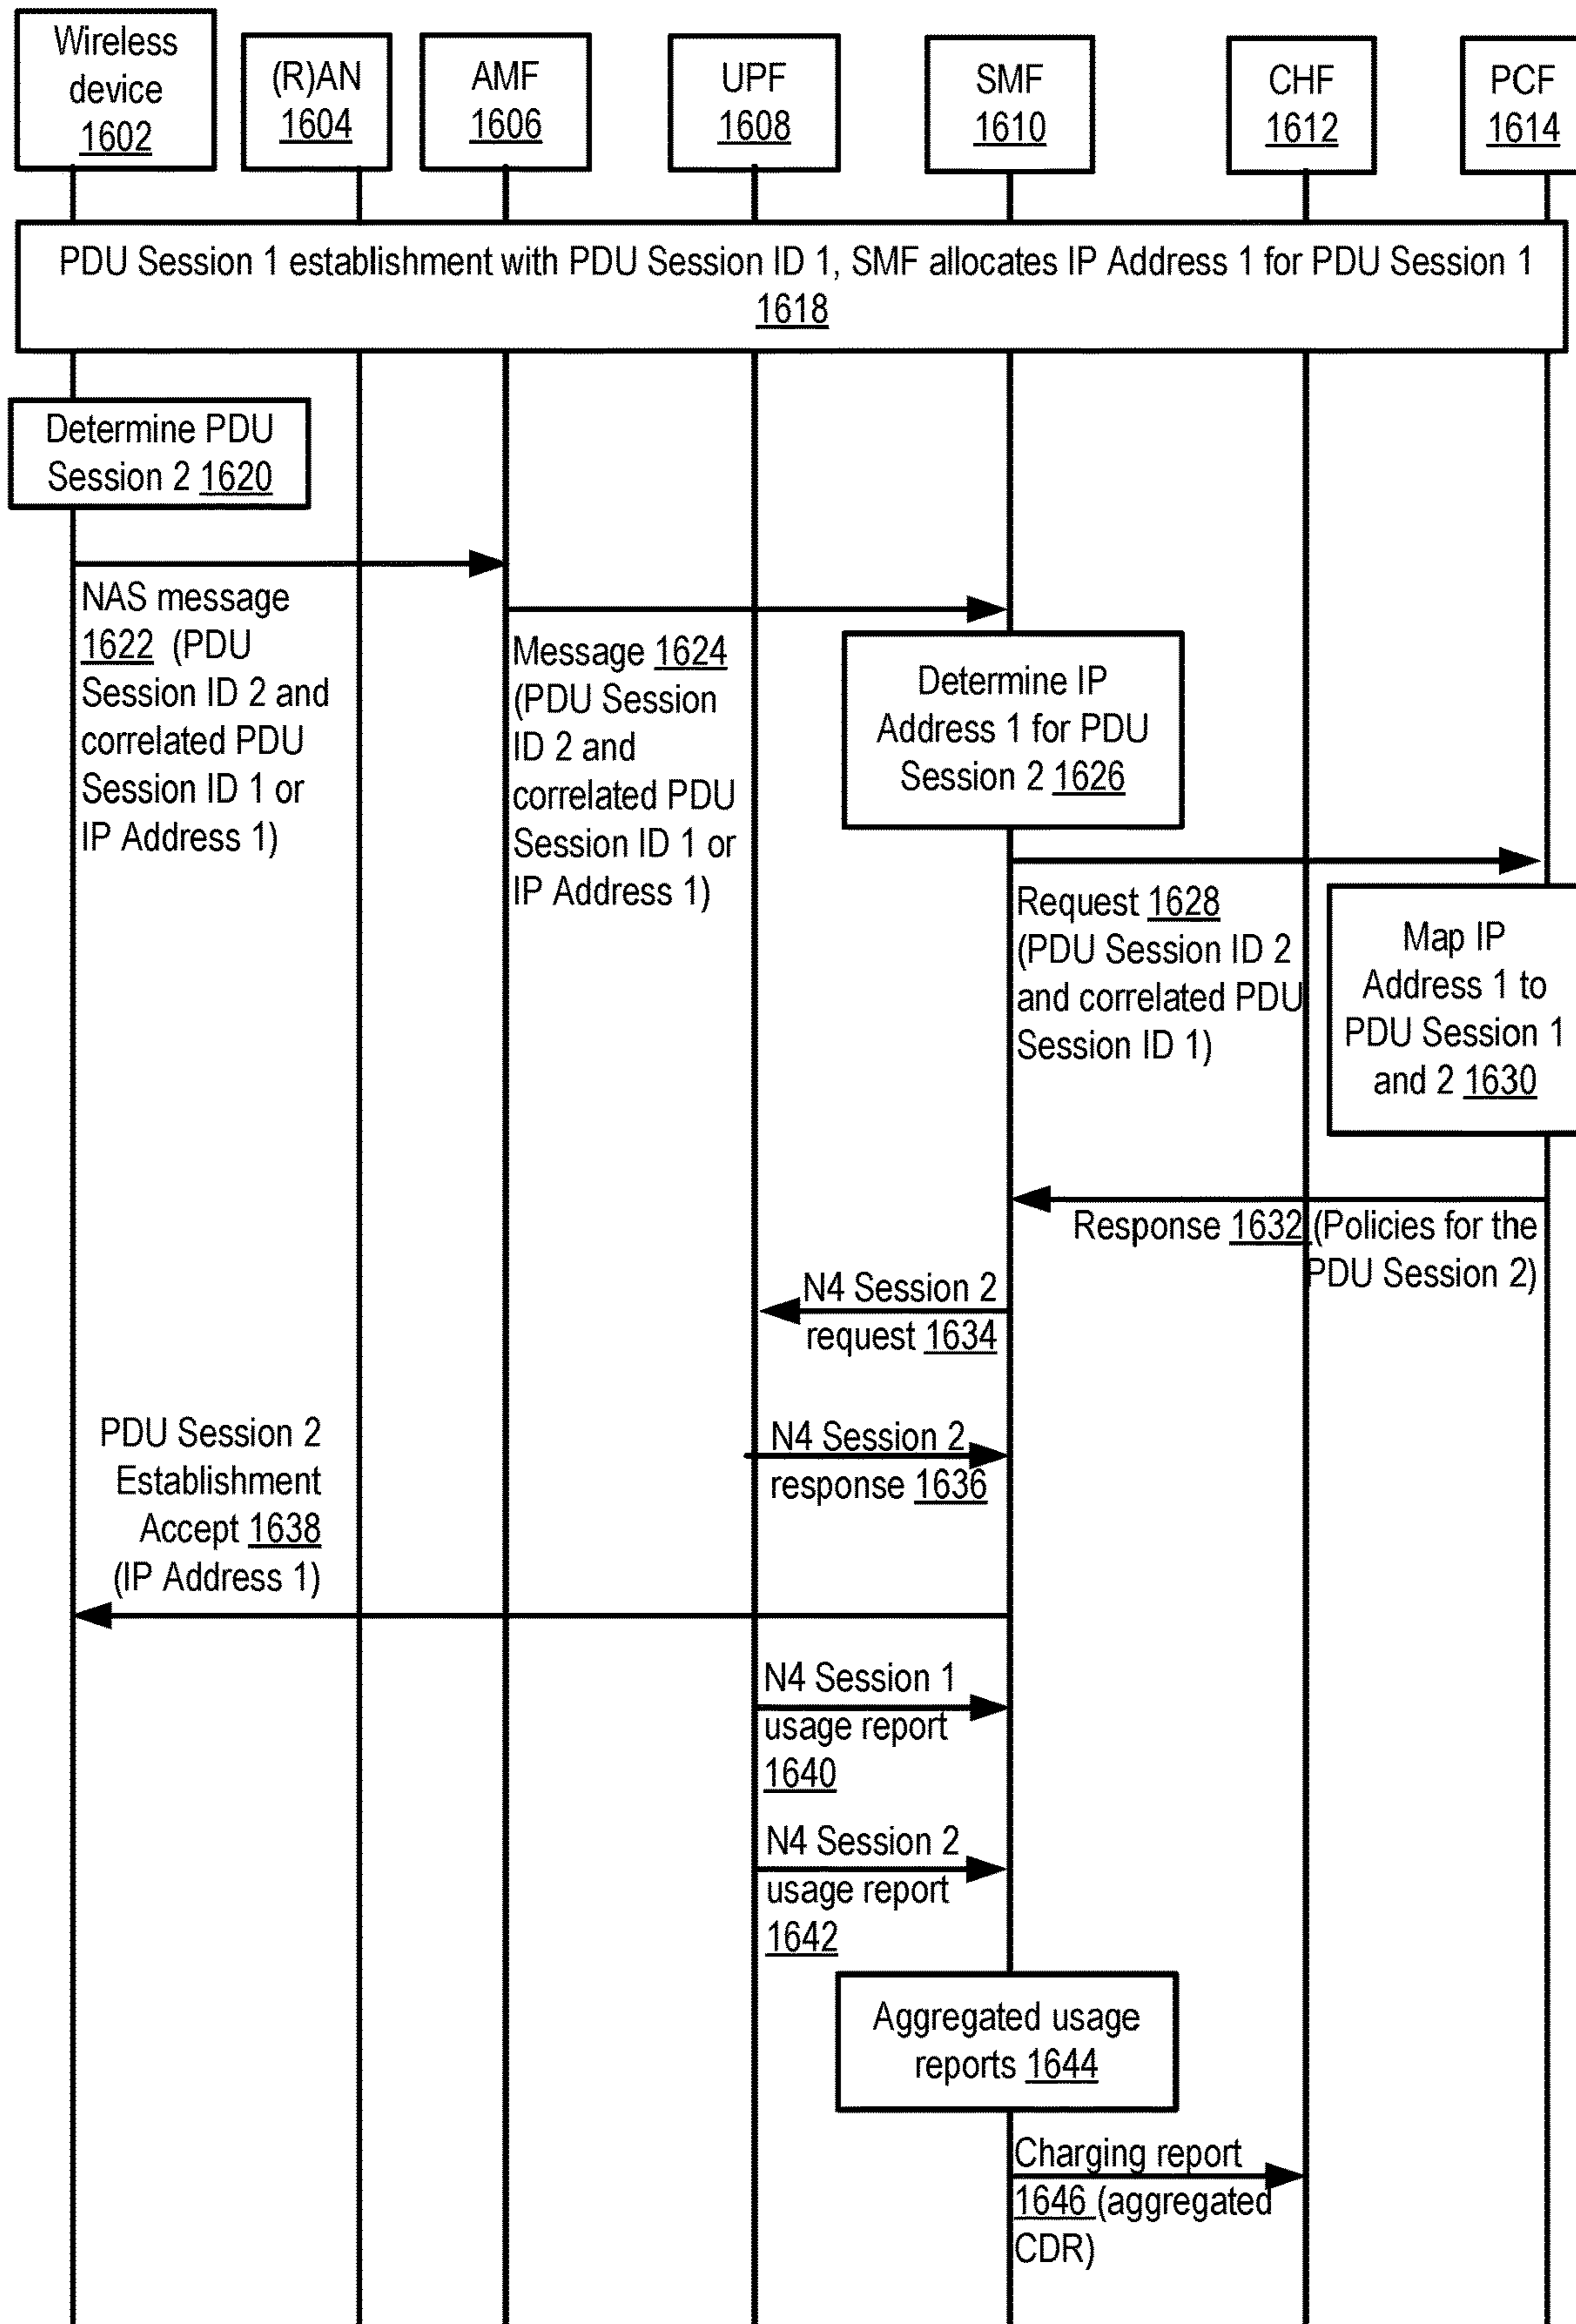 Wireless
device
1602
(R)AN
1604
AMF
1606
UPF
1608
SMF
1610
CHF
1612
PCF
1614
PDU Session 1 establishment with PDU Session ID 1, SMF allocates IP Address 1 for PDU Session 1
1618
Determine PDU
Session 2 1620
NAS message
1622 (PDU
Session ID 2 and
correlated PDU
Session ID 1 or
IP Address 1)
Message 1624
(PDU Session
ID 2 and
correlated PDU
Session ID 1 or
IP Address 1)
Determine IP
Address 1 for PDU
Session 2 1626
Request 1628
(PDU Session ID 2
and correlated PDU
Session ID 1)
Map IP
Address 1 to
PDU Session 1
and 2 1630
Response 1632 (Policies for the
PDU Session 2)
N4 Session 2
request 1634
N4 Session 2
response 1636
PDU Session 2
Establishment
Accept 1638
(IP Address 1)
N4 Session 1
usage report
1640
N4 Session 2
usage report
1642
Aggregated usage
reports 1644
Charging report
1646 (aggregated
CDR)